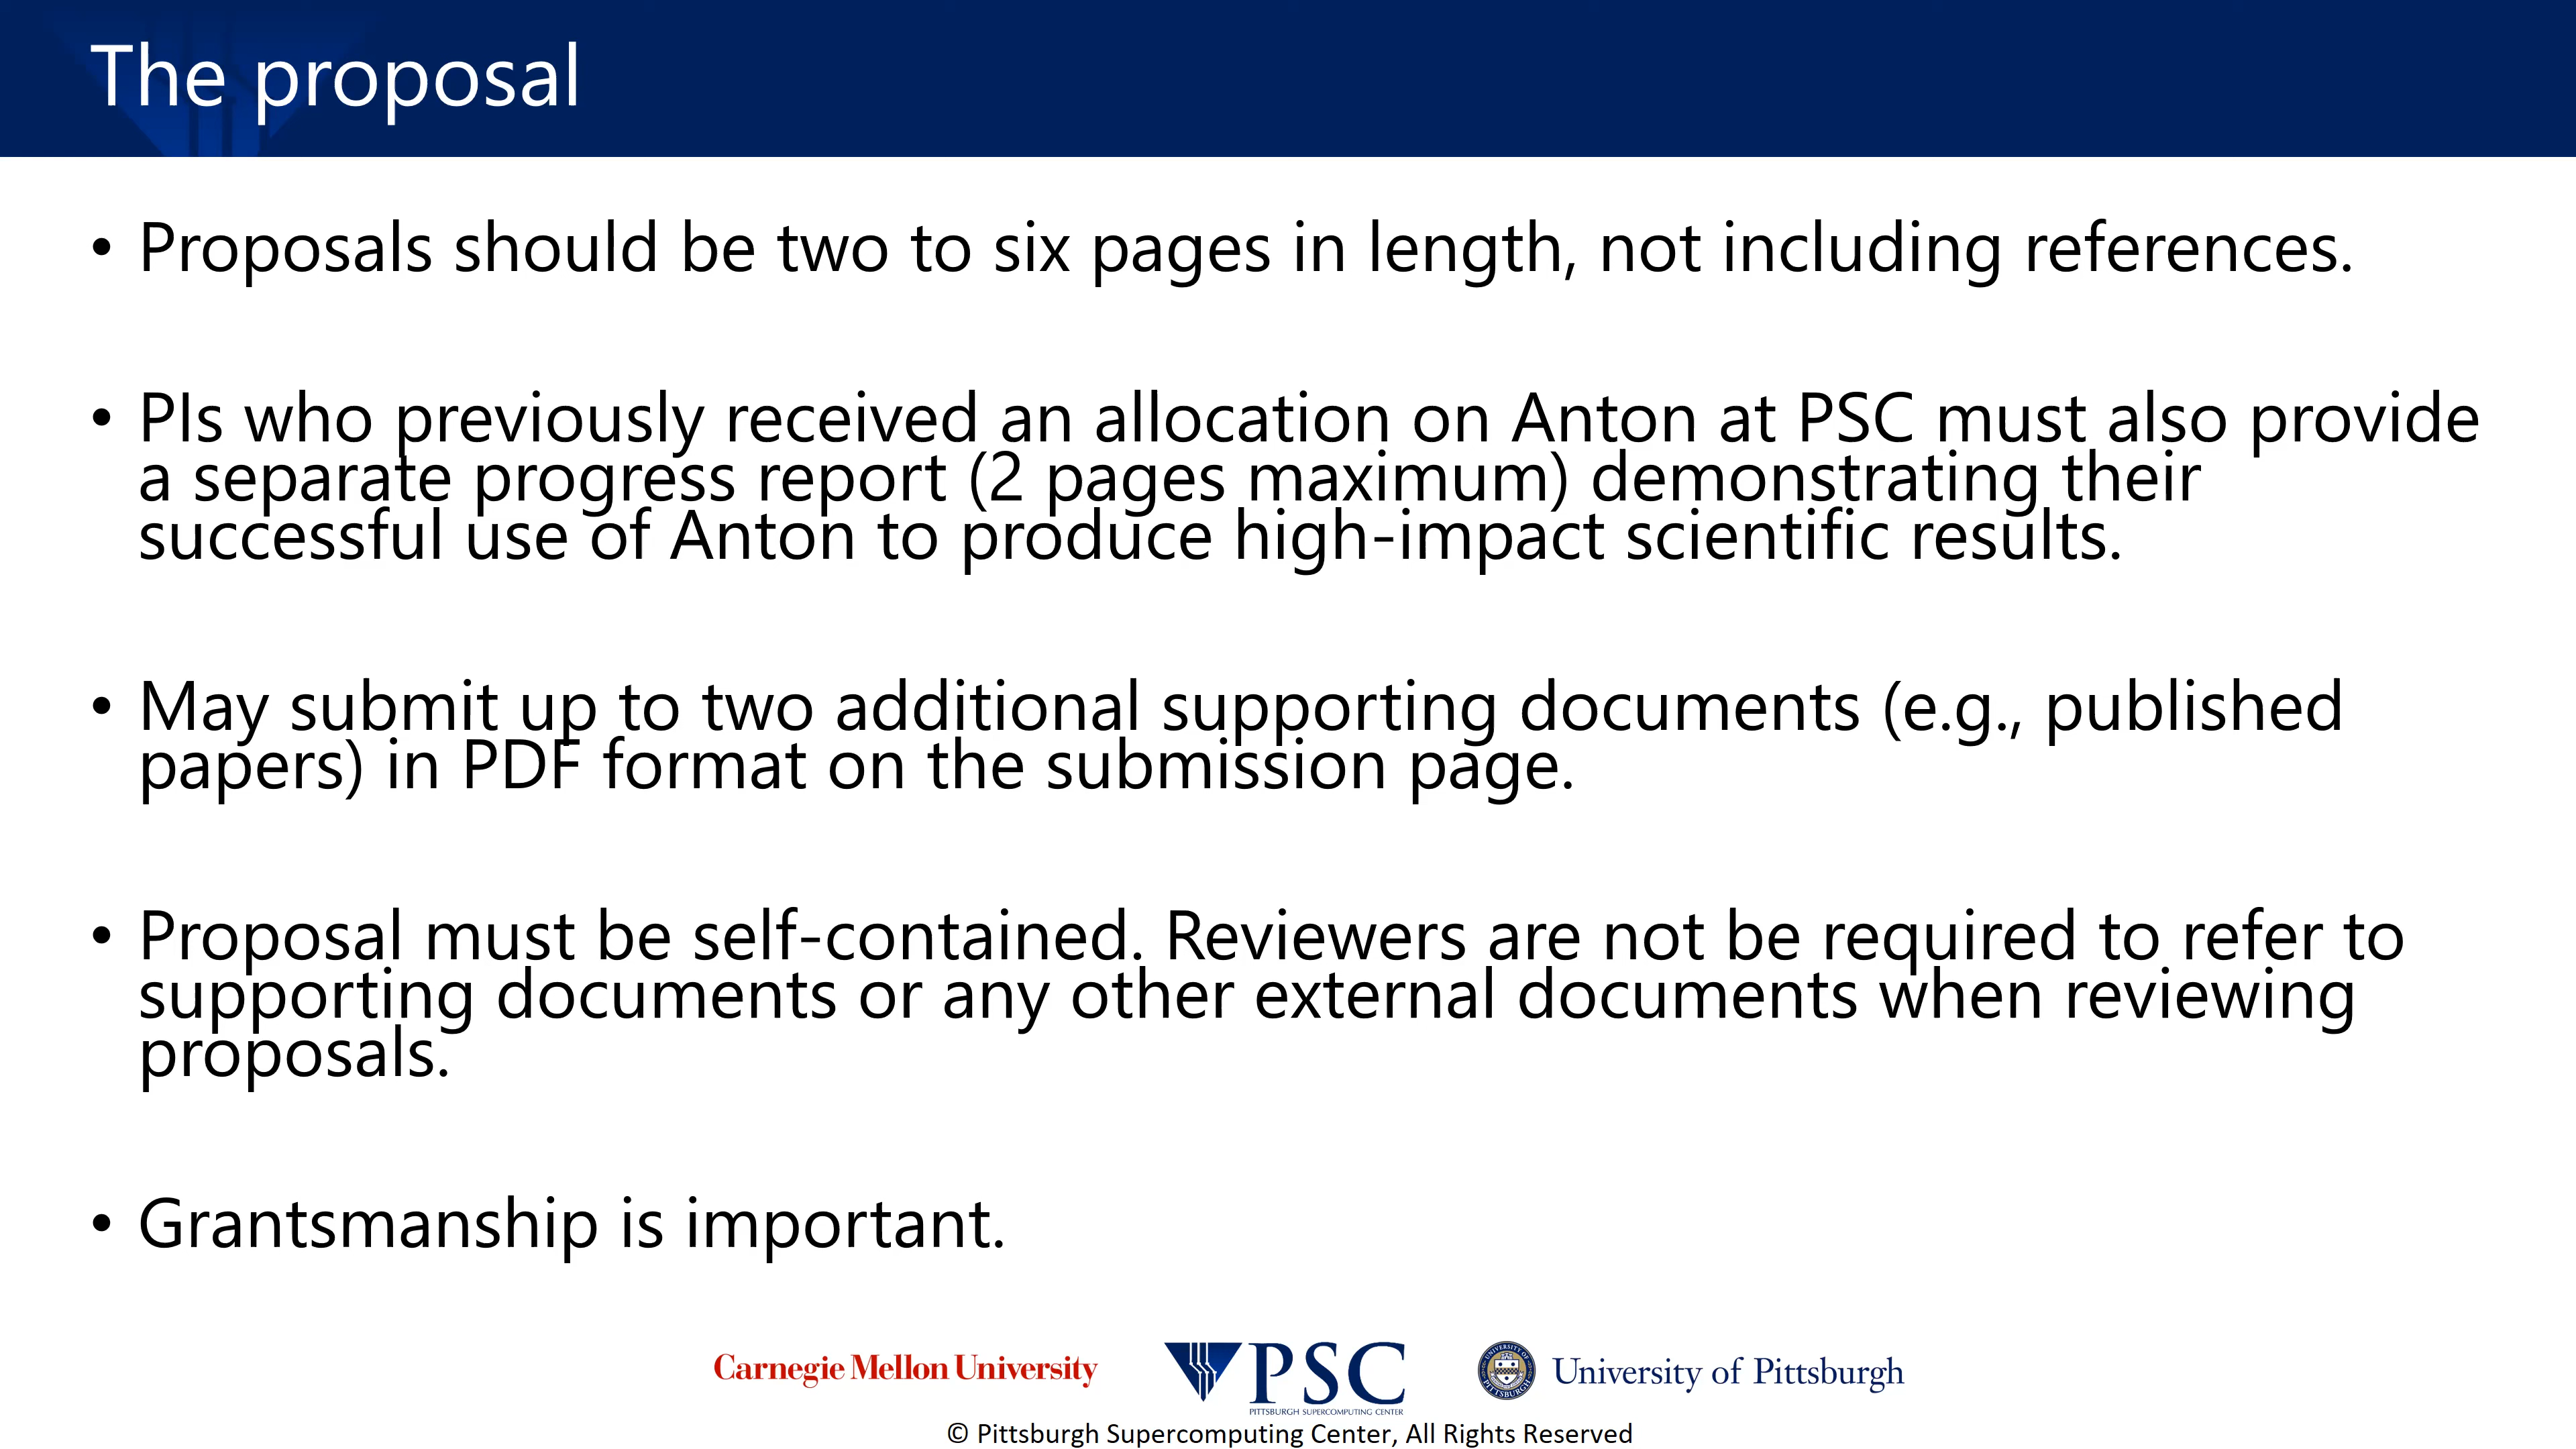 The proposal
• Proposals should be two to six pages in length, not including references.
• PIs who previously received an allocation on Anton at PSC must also provide
a separate progress report (2 pages maximum) demonstrating their
successful use of Anton to produce high-impact scientific results.
• May submit up to two additional supporting documents (e.g., published
papers) in PDF format on the submission page.
• Proposal must be self-contained. Reviewers are not be required to refer to
supporting documents or any other external documents when reviewing
proposals.
• Grantsmanship is important.
Carnegie Mellon University
PSC
PITTSBURGH SUPERCOMPUTING CENTER
University of Pittsburgh
© Pittsburgh Supercomputing Center, All Rights Reserved